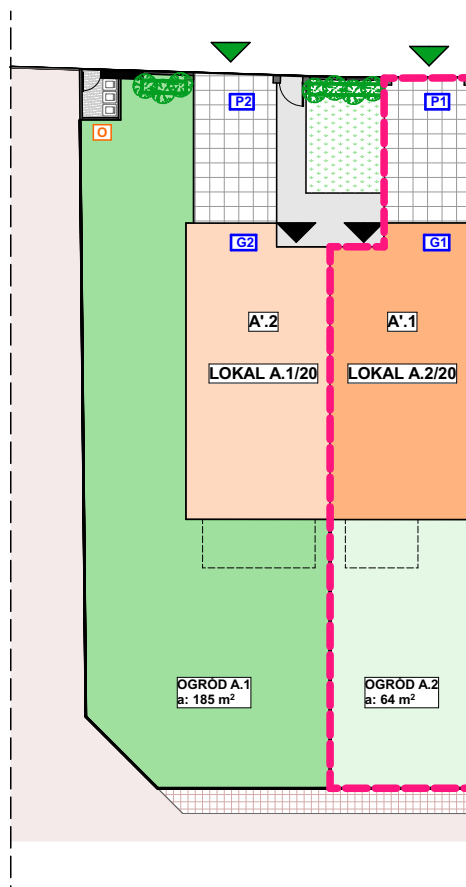 P2
P1
O
G2
G1
A'.2
A'.1
LOKAL A.1/20
LOKAL A.2/20
OGRÓD A.1
a: 185 m²
OGRÓD A.2
a: 64 m²